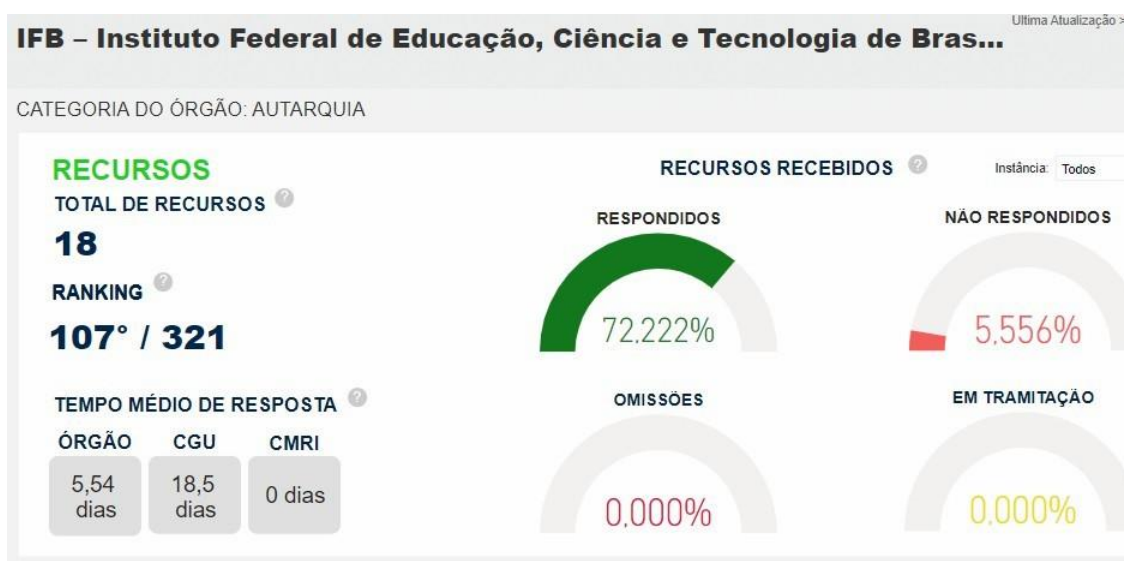 Ultima Atualização >
IFB – Instituto Federal de Educação, Ciência e Tecnologia de Bras...
CATEGORIA DO ÓRGÃO: AUTARQUIA
RECURSOS
TOTAL DE RECURSOS ?
18
RANKING ?
107° / 321
TEMPO MÉDIO DE RESPOSTA ?
ÓRGÃO CGU CMRI
5,54 dias
18,5 dias
0 dias
RECURSOS RECEBIDOS ?
Instância: Todos
RESPONDIDOS
72,222%
NÃO RESPONDIDOS
5,556%
OMISSÕES
0,000%
EM TRAMITAÇÃO
0,000%